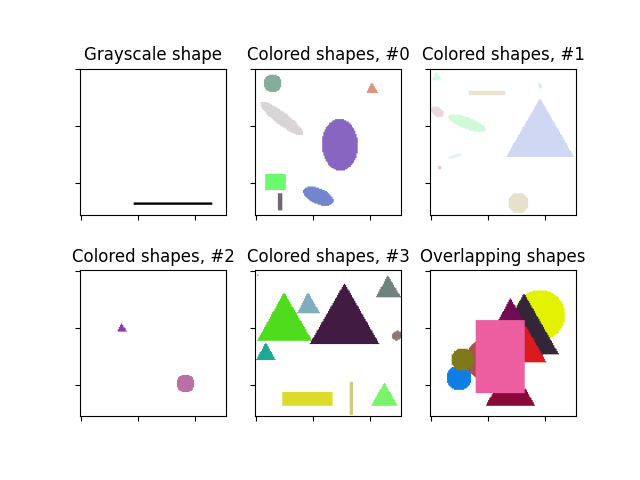 Grayscale shape
Colored shapes, #0
Colored shapes, #1
Colored shapes, #2
Colored shapes, #3
Overlapping shapes